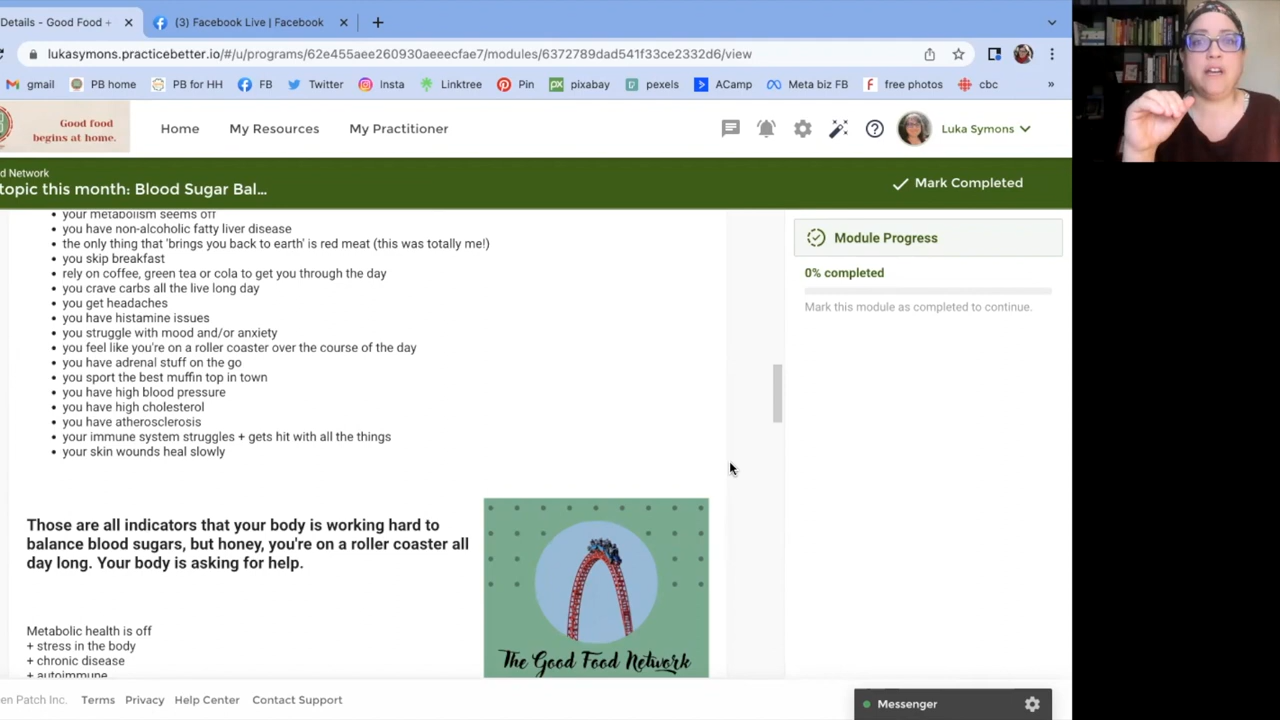 Details - Good Food +
(3) Facebook Live | Facebook
lukasymons.practicebetter.io/#/u/programs/62e455aee260930aeeecfae7/modules/6372789dad541f33ce2332d6/view
gmail
PB home
PB for HH
FB
Twitter
Insta
Linktree
Pin
pixabay
pexels
ACamp
Meta biz FB
free photos
cbc
»
Good food
begins at home.
Home
My Resources
My Practitioner
Luka Symons
d Network
topic this month: Blood Sugar Bal...
Mark Completed
your metabolism seems off
you have non-alcoholic fatty liver disease
the only thing that 'brings you back to earth' is red meat (this was totally me!)
you skip breakfast
rely on coffee, green tea or cola to get you through the day
you crave carbs all the live long day
you get headaches
you have histamine issues
you struggle with mood and/or anxiety
you feel like you're on a roller coaster over the course of the day
you have adrenal stuff on the go
you sport the best muffin top in town
you have high blood pressure
you have high cholesterol
you have atherosclerosis
your immune system struggles + gets hit with all the things
your skin wounds heal slowly
Module Progress
0% completed
Mark this module as completed to continue.
Those are all indicators that your body is working hard to
balance blood sugars, but honey, you're on a roller coaster all
day long. Your body is asking for help.
The Good Food Network
Metabolic health is off
+ stress in the body
+ chronic disease
+ autoimmune
en Patch Inc.
Terms
Privacy
Help Center
Contact Support
Messenger